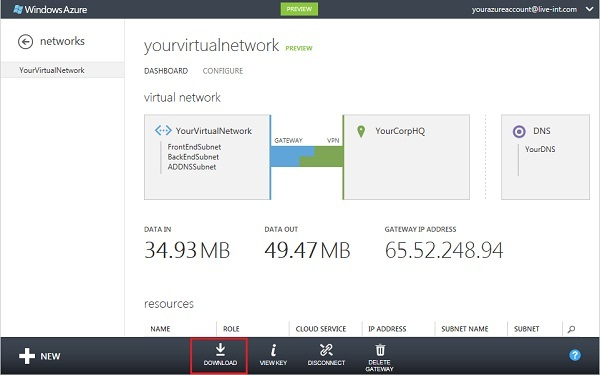 Windows Azure
PREVIEW
yourazureaccount@live-int.com
networks
YourVirtualNetwork
yourvirtualnetwork PREVIEW
DASHBOARD CONFIGURE
virtual network
YourVirtualNetwork
FrontEndSubnet
BackEndSubnet
ADDNSSubnet
GATEWAY VPN
YourCorpHQ
DNS
YourDNS
DATA IN
34.93 MB
DATA OUT
49.47 MB
GATEWAY IP ADDRESS
65.52.248.94
resources
NAME ROLE CLOUD SERVICE IP ADDRESS SUBNET NAME SUBNET
NEW
DOWNLOAD
VIEW KEY
DISCONNECT
DELETE
GATEWAY
?